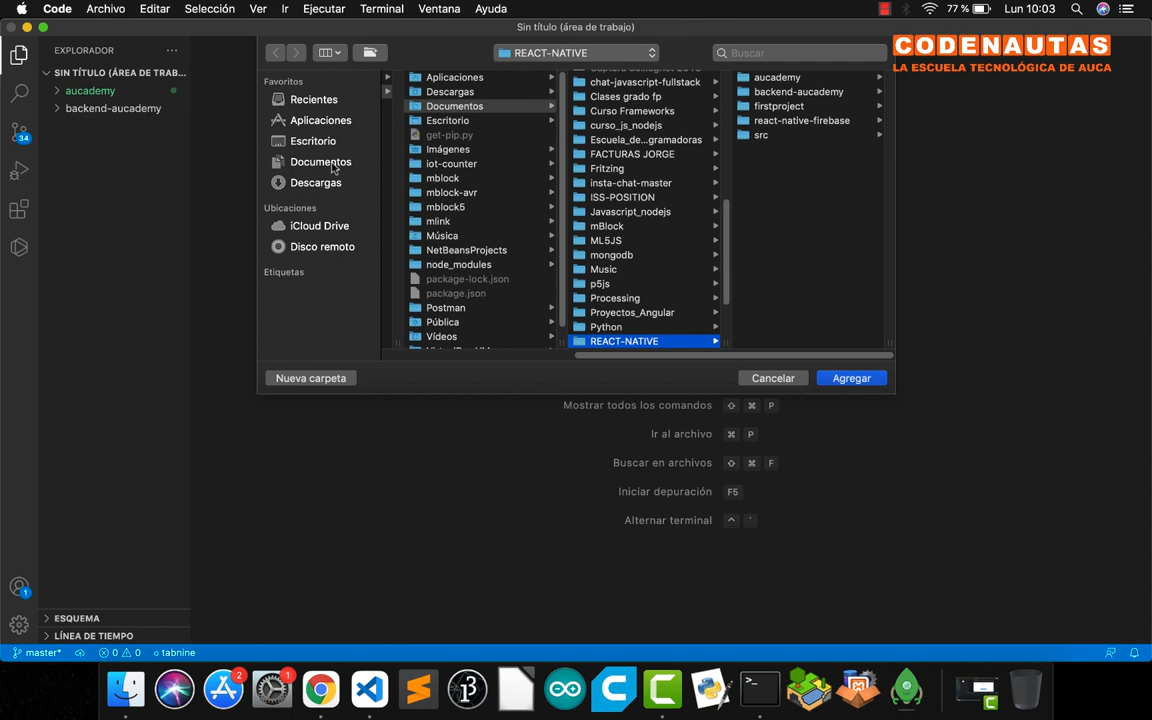 Code Archivo Editar Selección Ver Ir Ejecutar Terminal Ventana Ayuda 77 % Lun 10:03
Sin título (área de trabajo)
CODENAUTAS
LA ESCUELA TECNOLÓGICA DE AUCA
EXPLORADOR ...
SIN TÍTULO (ÁREA DE TRAB...
aucademy
backend-aucademy
34
REACT-NATIVE
Buscar
Favoritos
Recientes
Aplicaciones
Escritorio
Documentos
Descargas
Ubicaciones
iCloud Drive
Disco remoto
Etiquetas
Aplicaciones
Descargas
Documentos
Escritorio
get-pip.py
Imágenes
iot-counter
mblock
mblock-avr
mblock5
mlink
Música
NetBeansProjects
node_modules
package-lock.json
package.json
Postman
Pública
Vídeos
chat-javascript-fullstack
Clases grado fp
Curso Frameworks
curso_js_nodejs
Escuela_de...gramadoras
FACTURAS JORGE
Fritzing
insta-chat-master
ISS-POSITION
Javascript_nodejs
mBlock
ML5JS
mongodb
Music
p5js
Processing
Proyectos_Angular
Python
REACT-NATIVE
aucademy
backend-aucademy
firstproject
react-native-firebase
src
Nueva carpeta
Cancelar
Agregar
Mostrar todos los comandos ⇧ ⌘ P
Ir al archivo ⌘ P
Buscar en archivos ⇧ ⌘ F
Iniciar depuración F5
Alternar terminal ^ `
1
ESQUEMA
LÍNEA DE TIEMPO
master* 0 0 tabnine
2
1